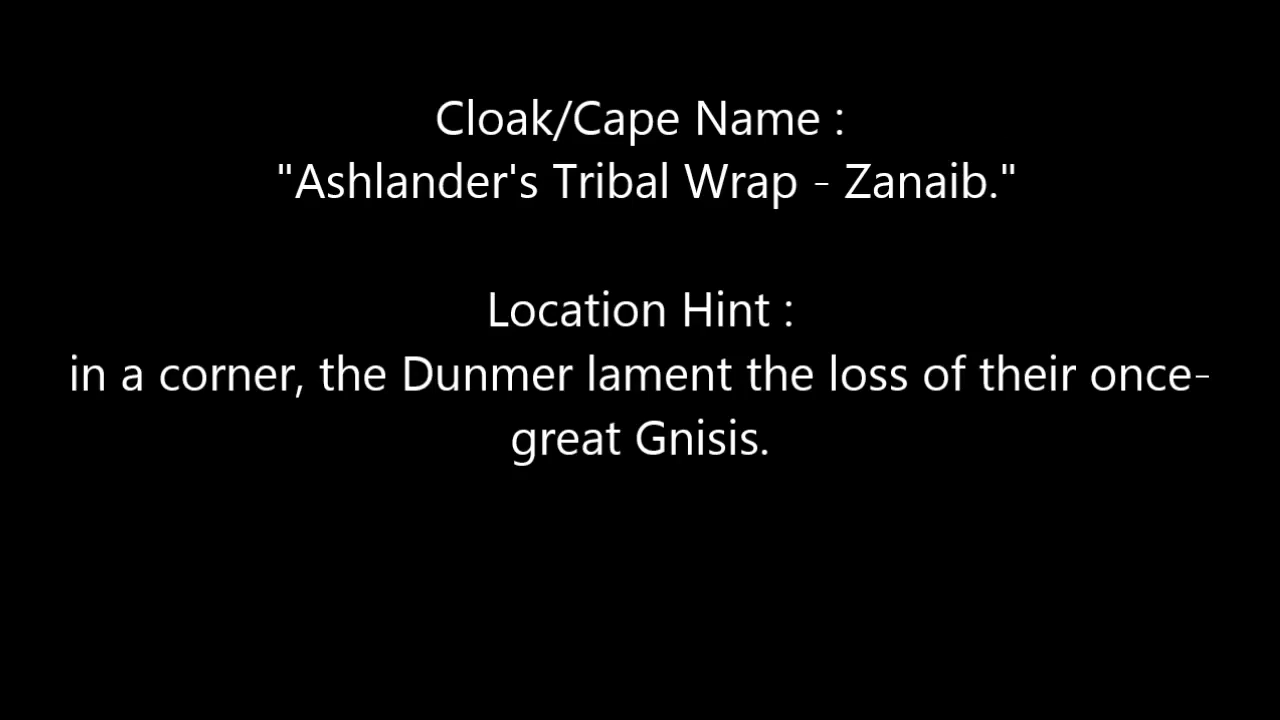 Cloak/Cape Name :
"Ashlander's Tribal Wrap - Zanaib."
Location Hint :
in a corner, the Dunmer lament the loss of their once-
great Gnisis.